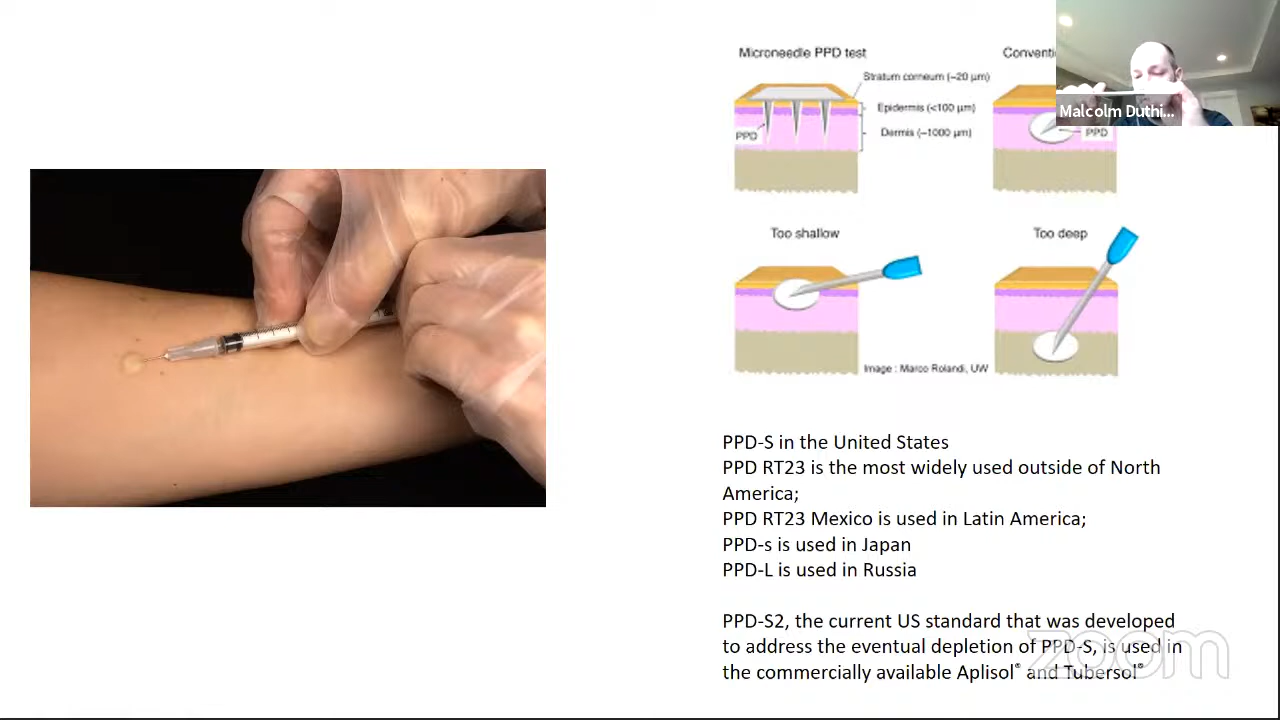 Microneedle PPD test
Stratum corneum (~20 µm)
Epidermis (<100 µm)
Dermis (~1000 µm)
PPD
PPD
Malcolm Duthi...
Too shallow
Too deep
Image : Marco Rolandi, UW
PPD-S in the United States
PPD RT23 is the most widely used outside of North
America;
PPD RT23 Mexico is used in Latin America;
PPD-s is used in Japan
PPD-L is used in Russia
PPD-S2, the current US standard that was developed
to address the eventual depletion of PPD-S, is used in
the commercially available Aplisol® and Tubersol®
zoom